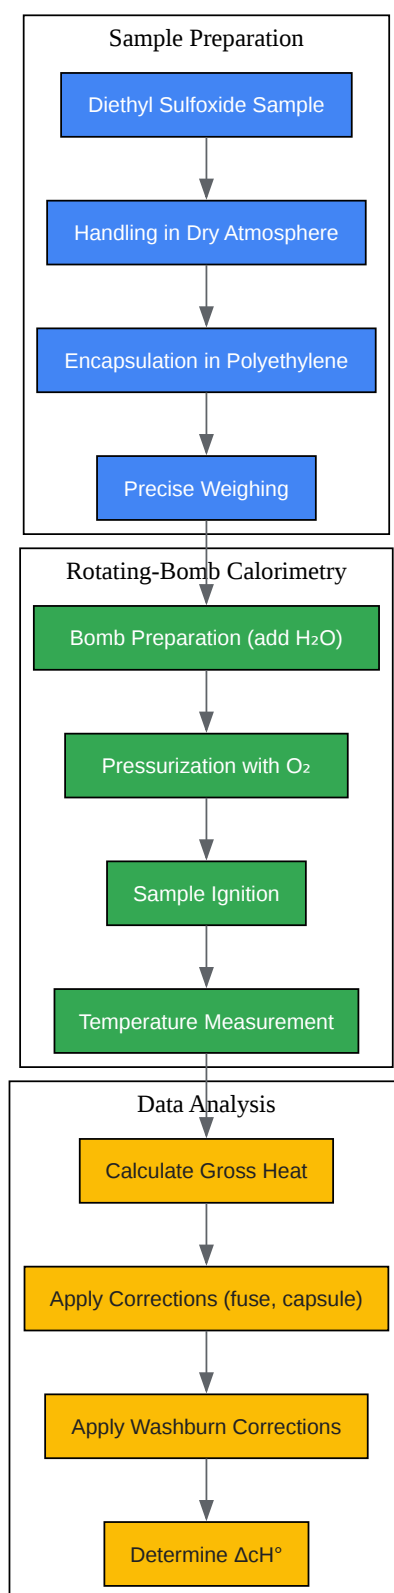 Sample Preparation
Diethyl Sulfoxide Sample
Handling in Dry Atmosphere
Encapsulation in Polyethylene
Precise Weighing
Rotating-Bomb Calorimetry
Bomb Preparation (add H₂O)
Pressurization with O₂
Sample Ignition
Temperature Measurement
Data Analysis
Calculate Gross Heat
Apply Corrections (fuse, capsule)
Apply Washburn Corrections
Determine ΔcH°